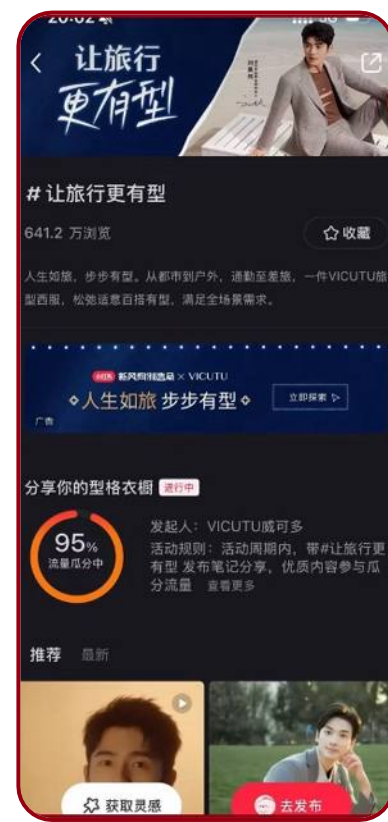 20:02
5G
让旅行
更有型
# 让旅行更有型
641.2 万浏览
收藏
人生如旅，步步有型。从都市到户外，通勤至差旅，一件VICUTU旅
型西服，松弛适意百搭有型，满足全场景需求。
VICUTU
人生如旅 步步有型
立即探索
广告
分享你的型格衣橱 进行中
95%
流量瓜分中
发起人：VICUTU威可多
活动规则：活动周期内，带#让旅行更
有型 发布笔记分享，优质内容参与瓜
分流量 查看更多
推荐 最新
获取灵感
去发布